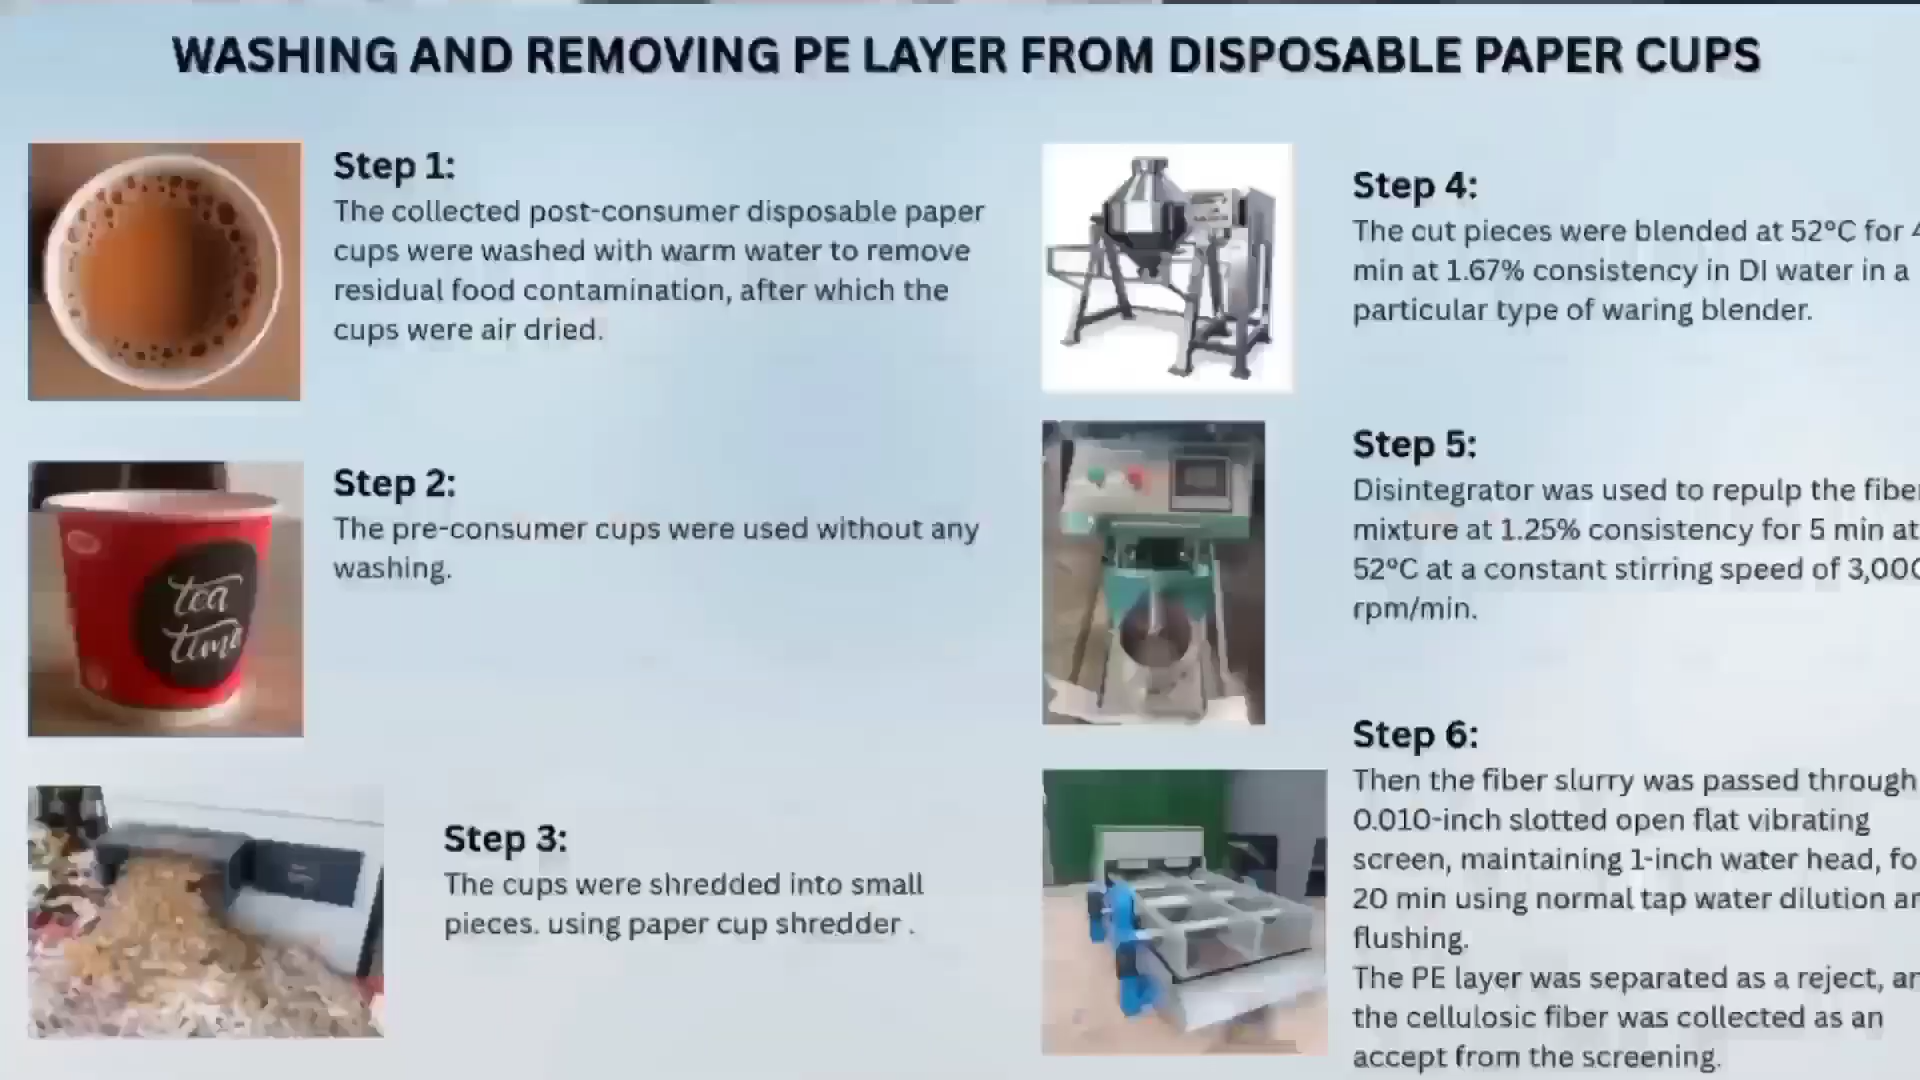 WASHING AND REMOVING PE LAYER FROM DISPOSABLE PAPER CUPS
Step 1:
The collected post-consumer disposable paper
cups were washed with warm water to remove
residual food contamination, after which the
cups were air dried.
Step 2:
The pre-consumer cups were used without any
washing.
tea
time
Step 3:
The cups were shredded into small
pieces. using paper cup shredder .
Step 4:
The cut pieces were blended at 52°C for
min at 1.67% consistency in DI water in a
particular type of waring blender.
Step 5:
Disintegrator was used to repulp the fiber
mixture at 1.25% consistency for 5 min at
52°C at a constant stirring speed of 3,000
rpm/min.
Step 6:
Then the fiber slurry was passed through
0.010-inch slotted open flat vibrating
screen, maintaining 1-inch water head,
20 min using normal tap water dilution
flushing.
The PE layer was separated as a reject,
the cellulosic fiber was collected as an
accept from the screening.